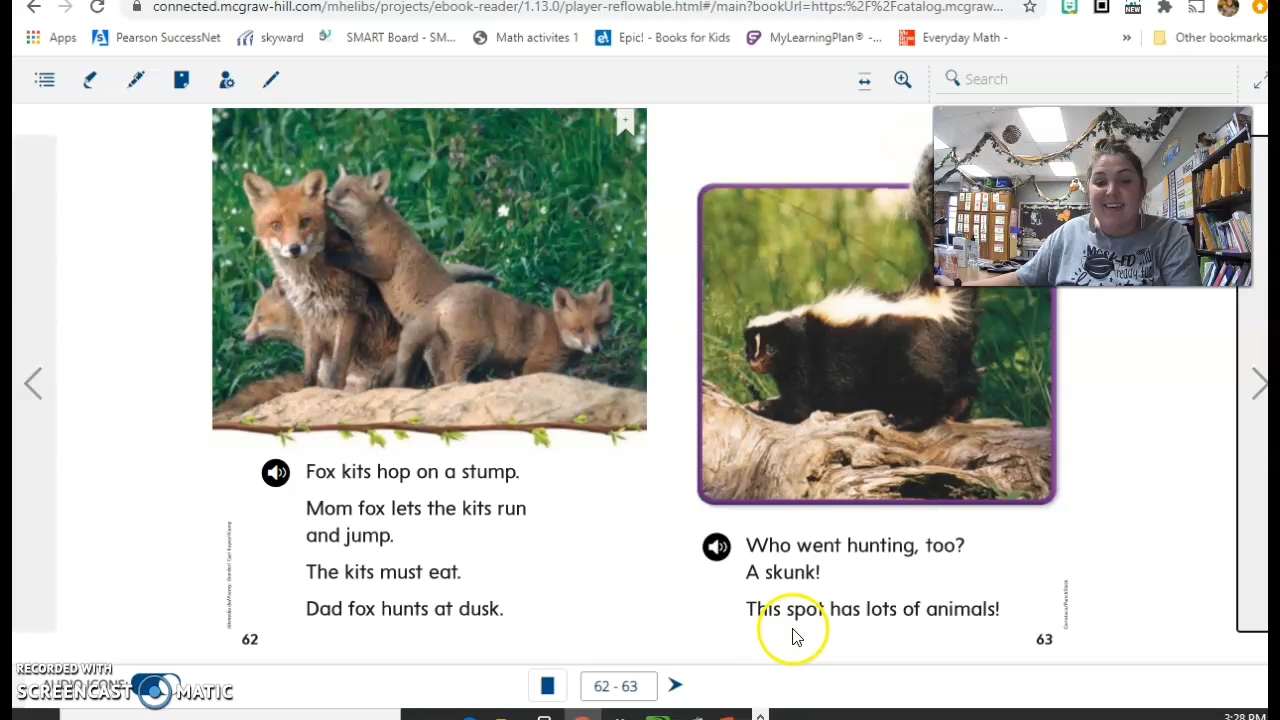 connected.mcgraw-hill.com/mhelibs/projects/ebook-reader/1.13.0/player-reflowable.html#/main?bookUrl=https:%2F%2Fcatalog.mcgraw...
NEW
Apps
Pearson SuccessNet
skyward
SMART Board - SM...
Math activites 1
Epic! - Books for Kids
MyLearningPlan® -...
Everyday Math -
»
Other bookmarks
Search
Fox kits hop on a stump.
Mom fox lets the kits run
and jump.
The kits must eat.
Dad fox hunts at dusk.
62
Who went hunting, too?
A skunk!
This spot has lots of animals!
63
RECORDED WITH
SCREENCAST MATIC
62 - 63
3:28 PM